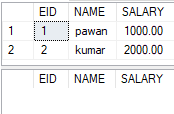 EID NAME SALARY
1 1 pawan 1000.00
2 2 kumar 2000.00
EID NAME SALARY